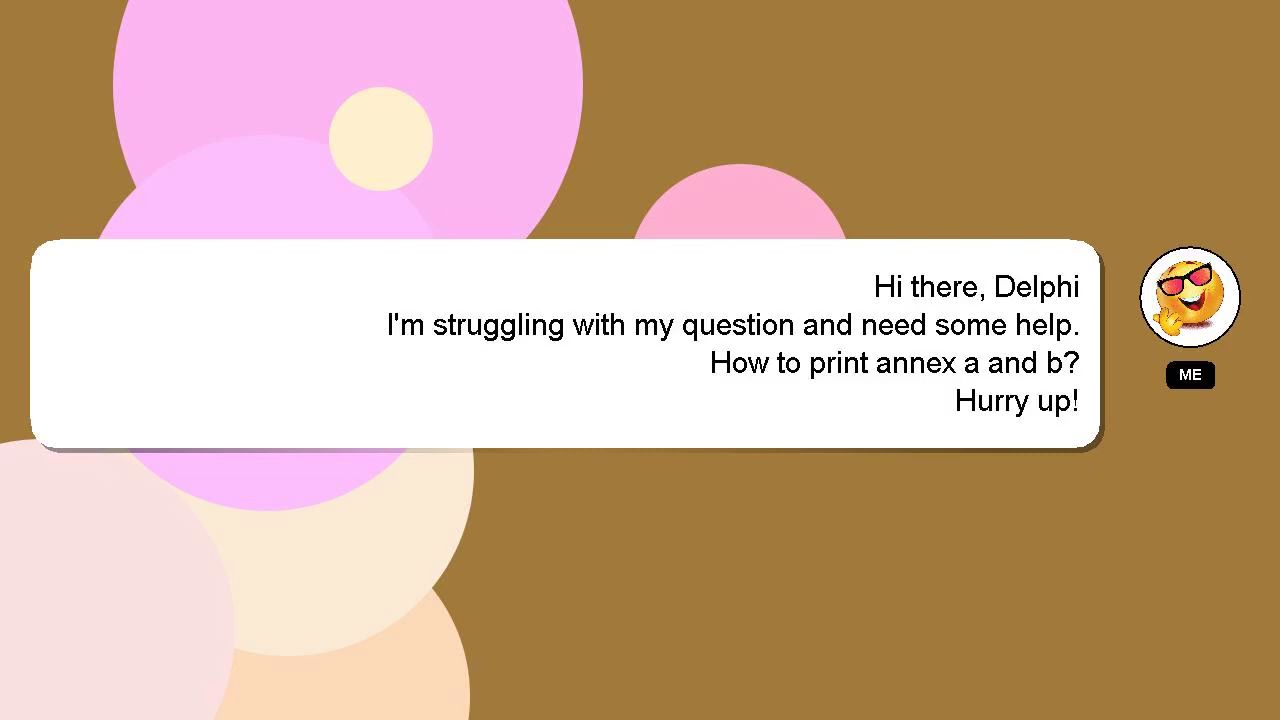 Hi there, Delphi
I'm struggling with my question and need some help.
How to print annex a and b?
Hurry up!
ME